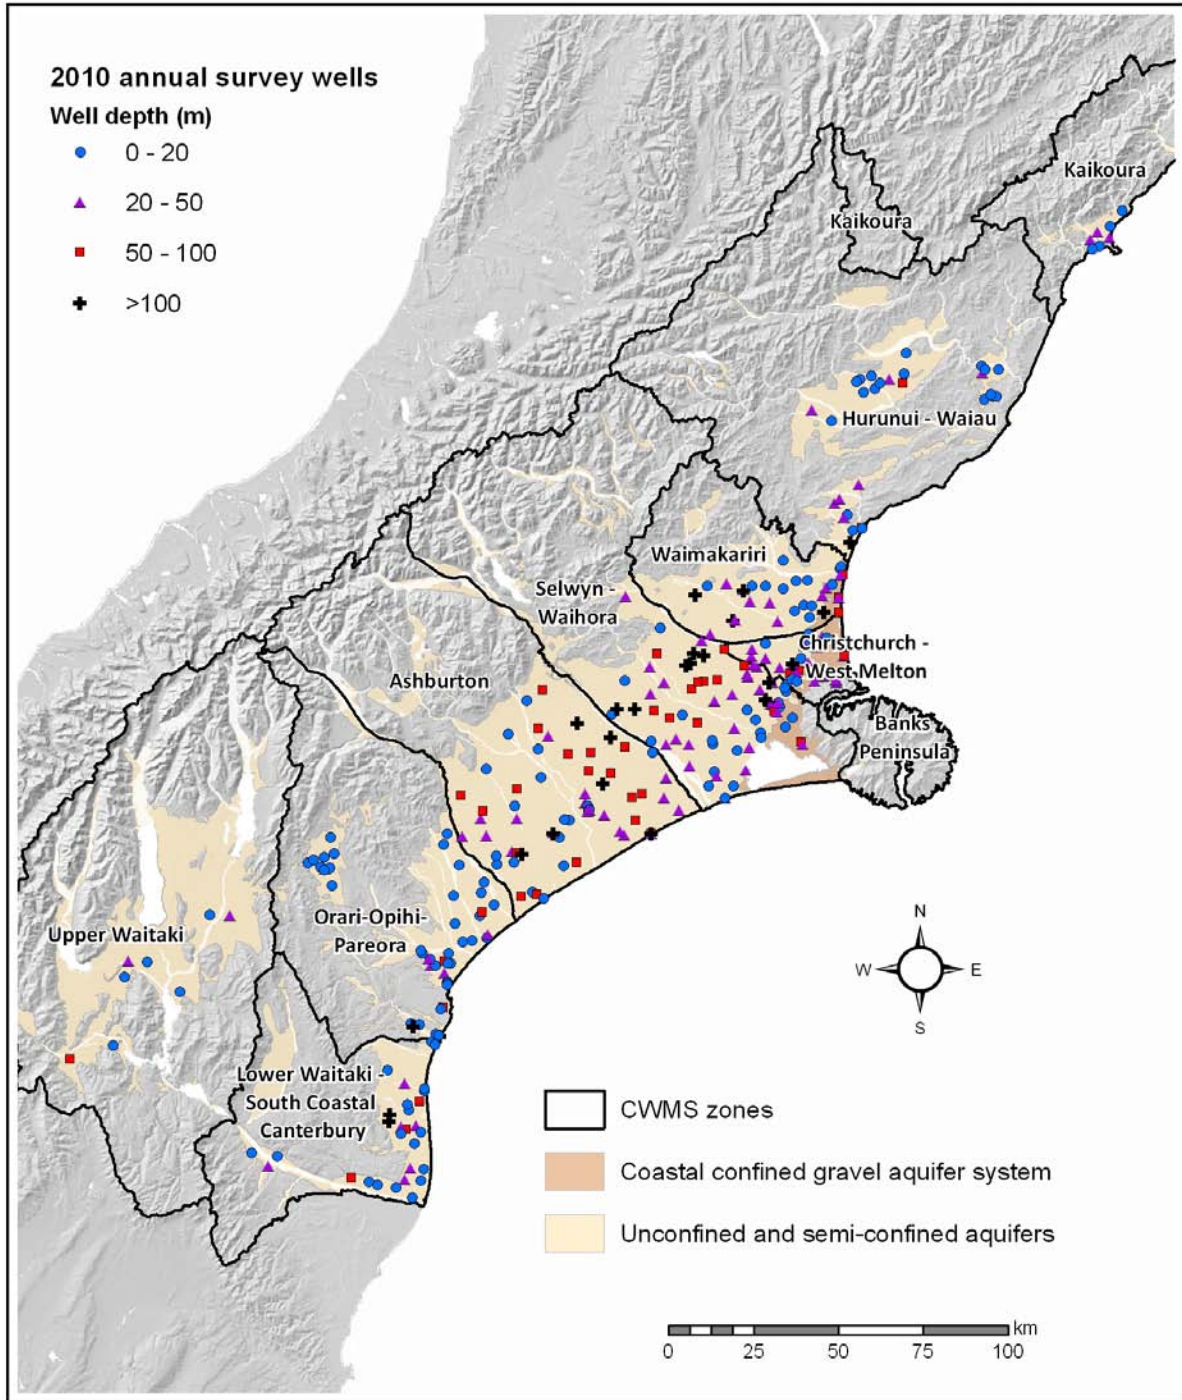 2010 annual survey wells
Well depth (m)
0 - 20
20 - 50
50 - 100
>100
Kaikoura
Kaikoura
Hurunui - Waiau
Waimakariri
Selwyn -
Waihora
Christchurch -
West Melton
Ashburton
Banks
Peninsula
Orari-Opihi-
Pareora
Upper Waitaki
N
W
E
S
Lower Waitaki -
South Coastal
Canterbury
CWMS zones
Coastal confined gravel aquifer system
Unconfined and semi-confined aquifers
km
0 25 50 100